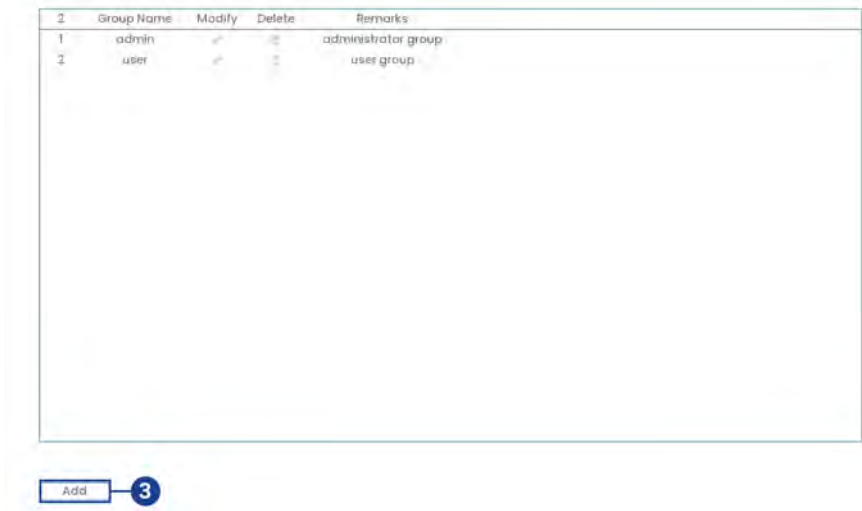 2 Group Name Modify Delete Remarks
1 admin administrator group
2 user user group
Add 3